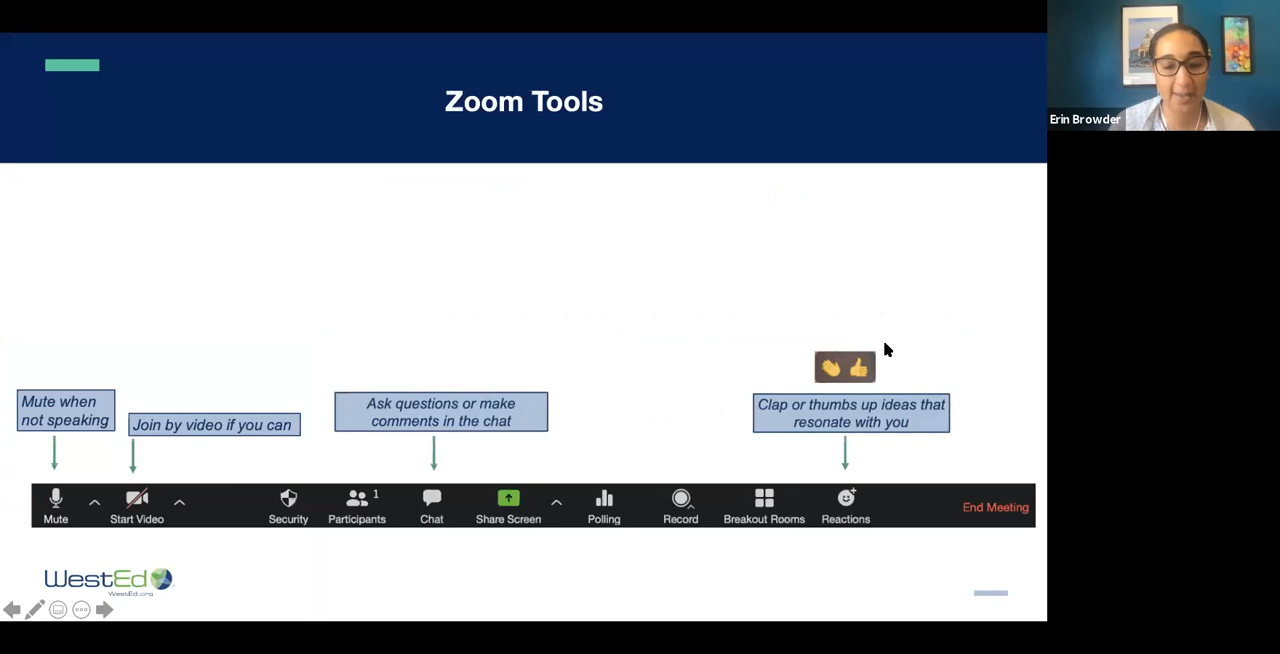 Zoom Tools
Erin Browder
Mute when
not speaking
Join by video if you can
Ask questions or make
comments in the chat
Clap or thumbs up ideas that
resonate with you
1
Mute
Start Video
Security
Participants
Chat
Share Screen
Polling
Record
Breakout Rooms
Reactions
End Meeting
WestEd
WestEd.org